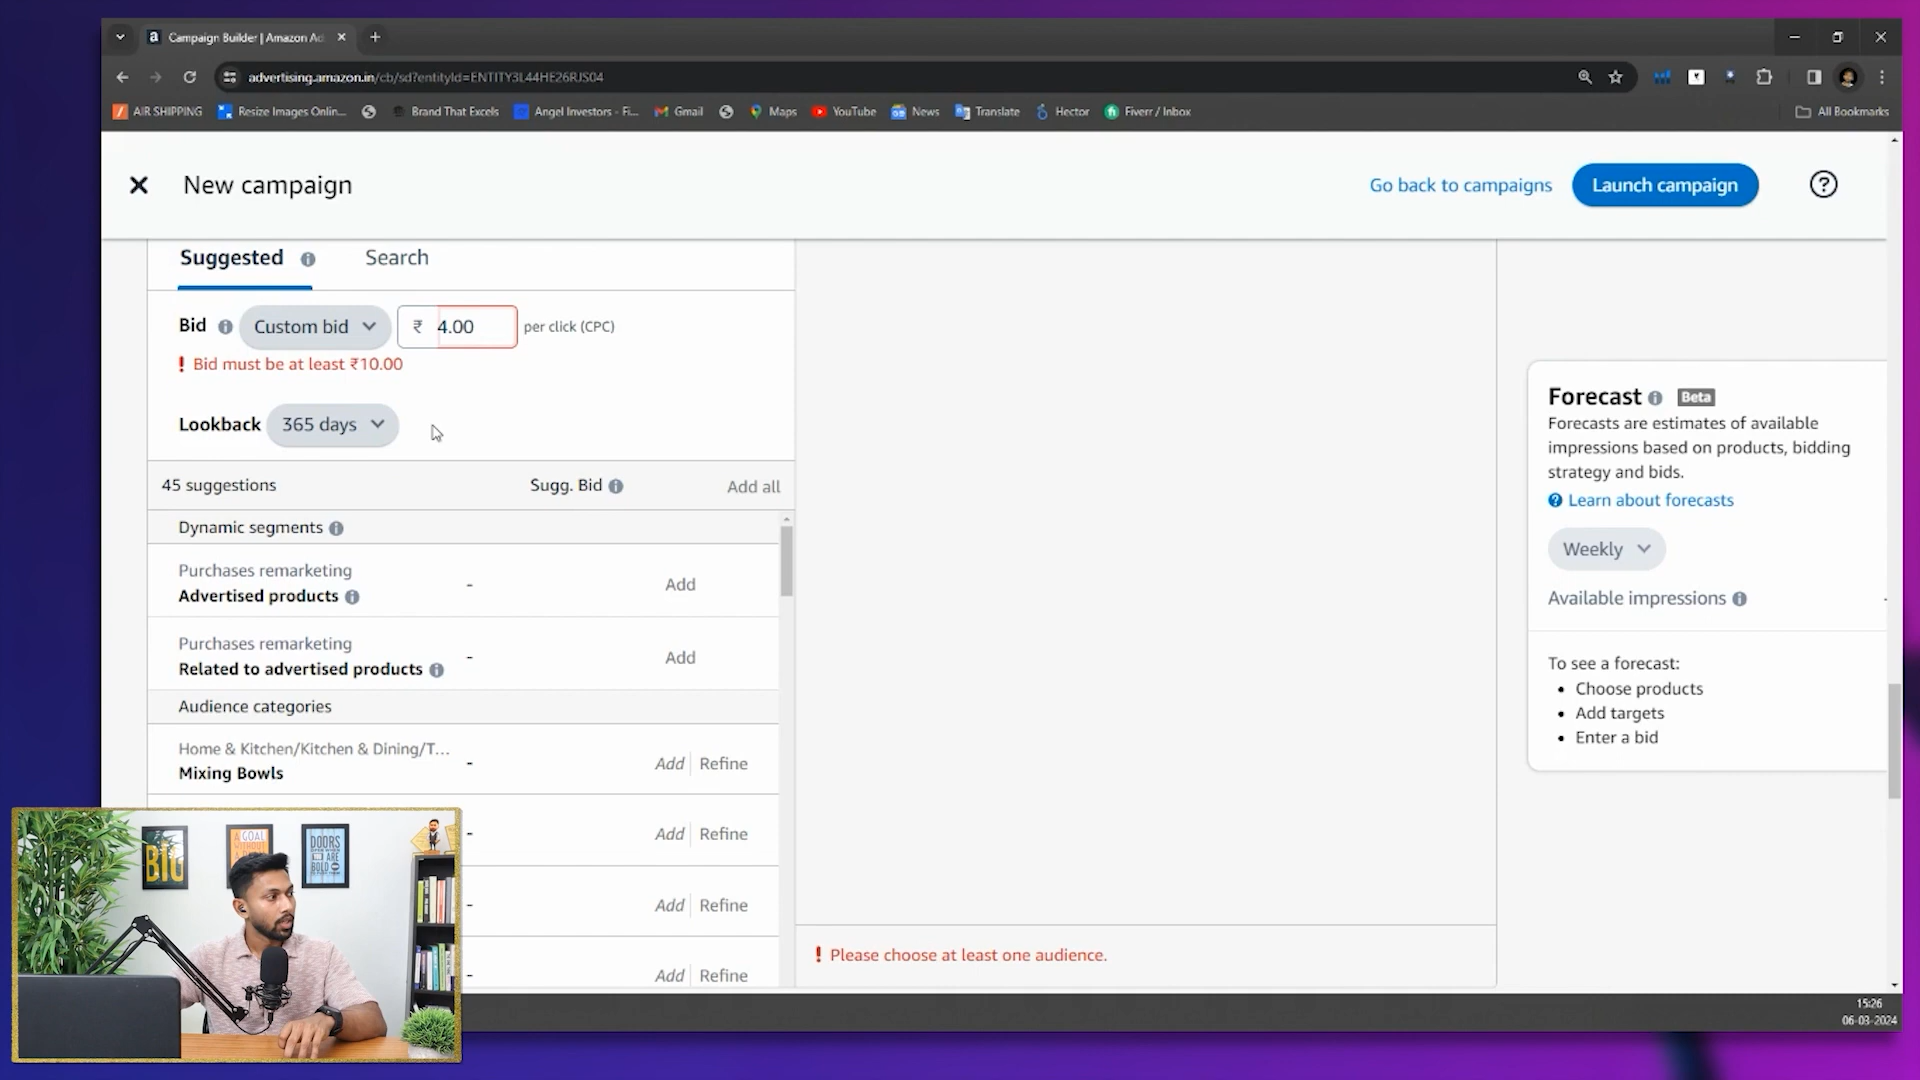 Campaign Builder | Amazon Ad
advertising.amazon.in/cb/sd?entityId=ENTITY3L44HE26RJS04
AIR SHIPPING
Resize Images Onlin...
Brand That Excels
Angel Investors - Fi...
Gmail
Maps
YouTube
News
Translate
Hector
Fiverr / Inbox
All Bookmarks
New campaign
Go back to campaigns
Launch campaign
Suggested
Search
Bid
Custom bid
₹ 4.00
per click (CPC)
! Bid must be at least ₹10.00
Lookback
365 days
45 suggestions
Sugg. Bid
Add all
Dynamic segments
Purchases remarketing
Advertised products
-
Add
Purchases remarketing
Related to advertised products
-
Add
Audience categories
Home & Kitchen/Kitchen & Dining/T...
Mixing Bowls
-
Add | Refine
-
Add | Refine
-
Add | Refine
-
Add | Refine
! Please choose at least one audience.
Forecast
Beta
Forecasts are estimates of available
impressions based on products, bidding
strategy and bids.
Learn about forecasts
Weekly
Available impressions
-
To see a forecast:
• Choose products
• Add targets
• Enter a bid
BIG
A GOAL
DOORS
BOLD
15:26
06-03-2024